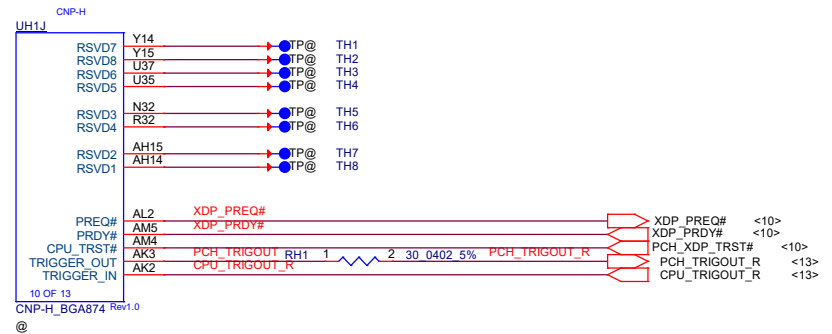 CNP-H
UH1J
RSVD7 Y14 TP@ TH1
RSVD8 Y15 TP@ TH2
RSVD6 U37 TP@ TH3
RSVD5 U35 TP@ TH4
RSVD3 N32 TP@ TH5
RSVD4 R32 TP@ TH6
RSVD2 AH15 TP@ TH7
RSVD1 AH14 TP@ TH8
PREQ# AL2 XDP_PREQ# XDP_PREQ# <10>
PRDY# AM5 XDP_PRDY# XDP_PRDY# <10>
CPU_TRST# AM4 PCH_XDP_TRST# <10>
TRIGGER_OUT AK3 PCH_TRIGOUT RH1 1 2 30_0402_5% PCH_TRIGOUT_R PCH_TRIGOUT_R <13>
TRIGGER_IN AK2 CPU_TRIGOUT_R CPU_TRIGOUT_R <13>
10 OF 13
CNP-H_BGA874 Rev1.0
@